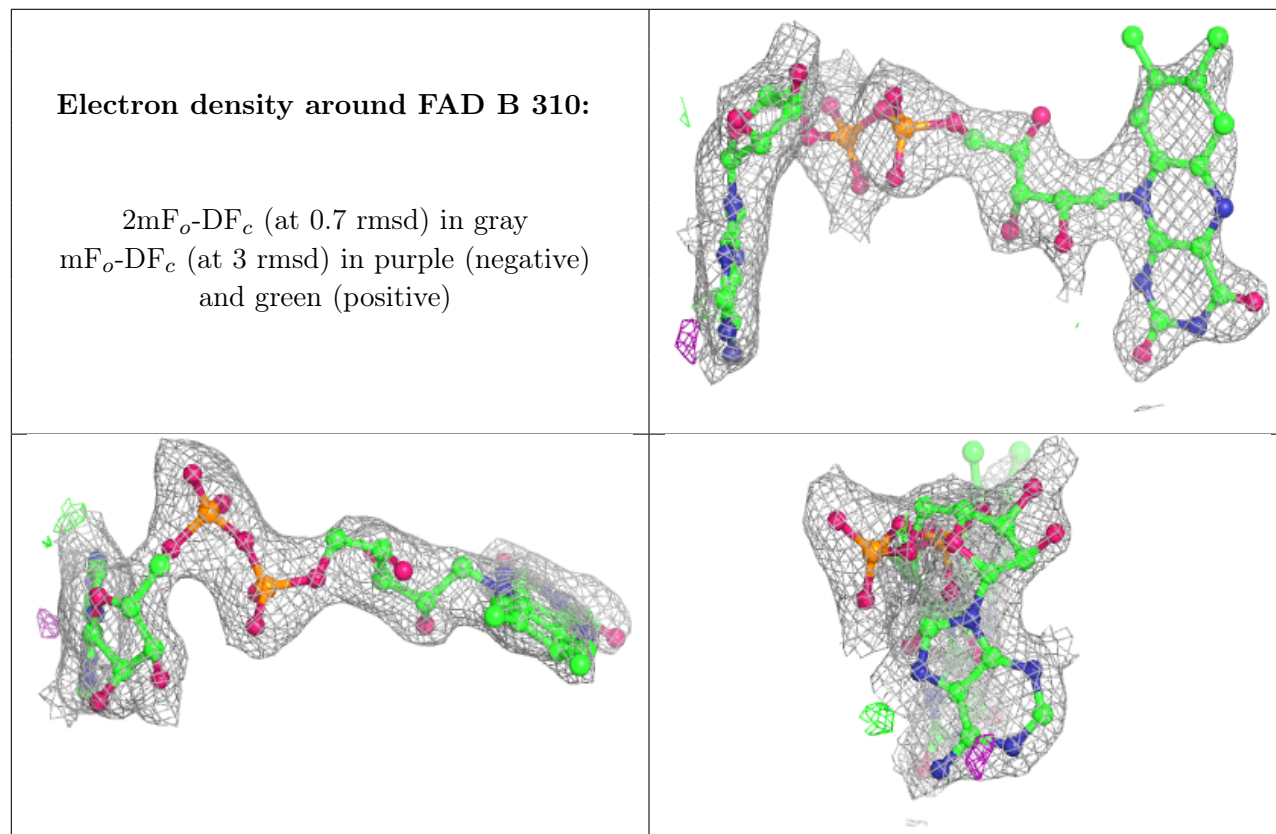 Electron density around FAD B 310:
2mFo-DFc (at 0.7 rmsd) in gray
mFo-DFc (at 3 rmsd) in purple (negative)
and green (positive)